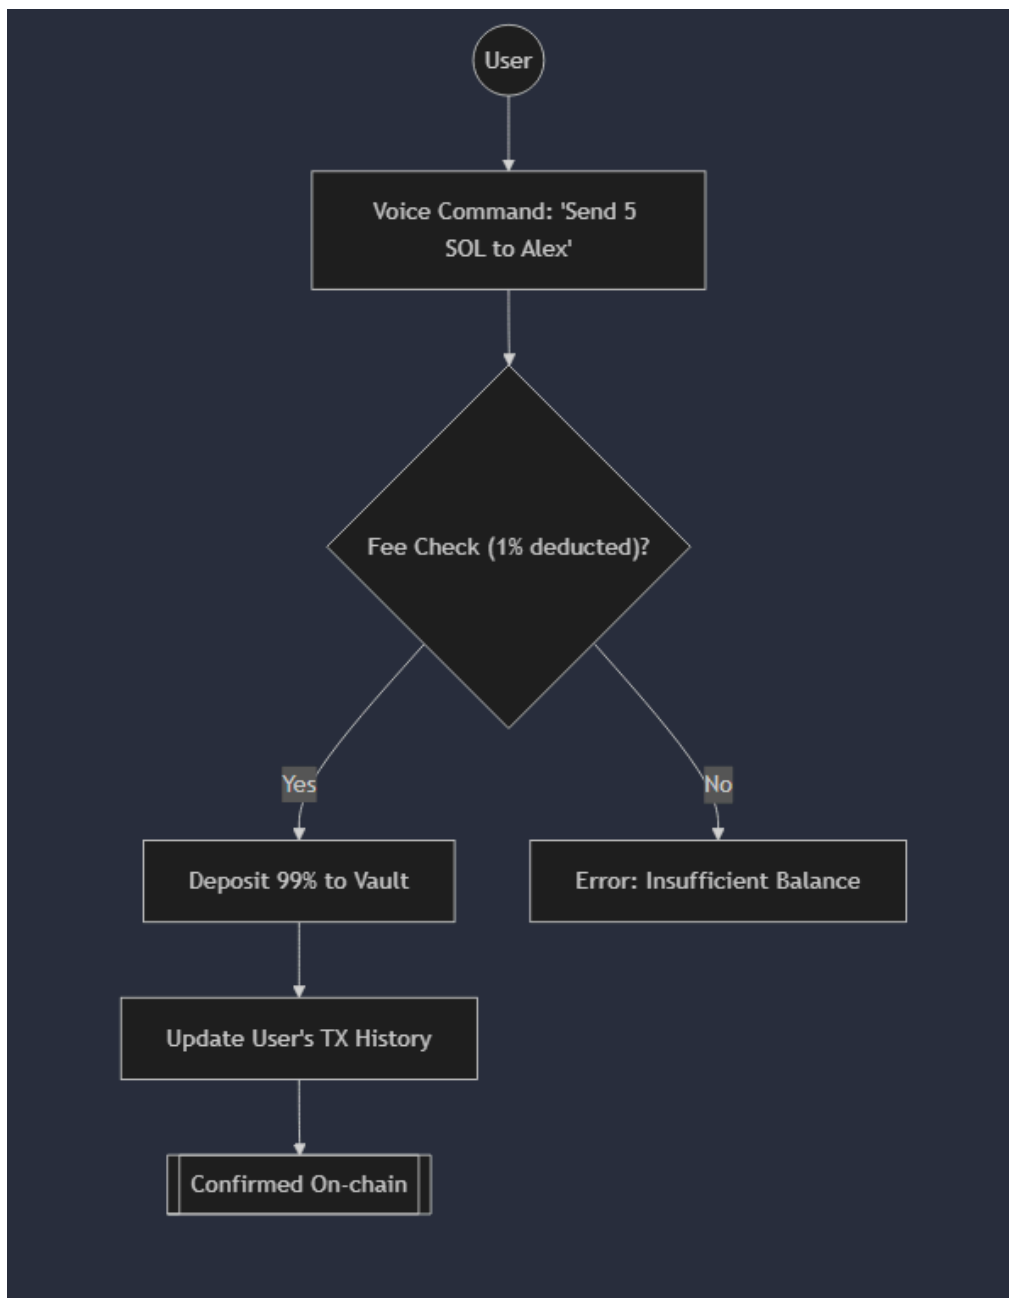 User
Voice Command: 'Send 5
SOL to Alex'
Fee Check (1% deducted)?
Yes
No
Deposit 99% to Vault
Error: Insufficient Balance
Update User's TX History
Confirmed On-chain